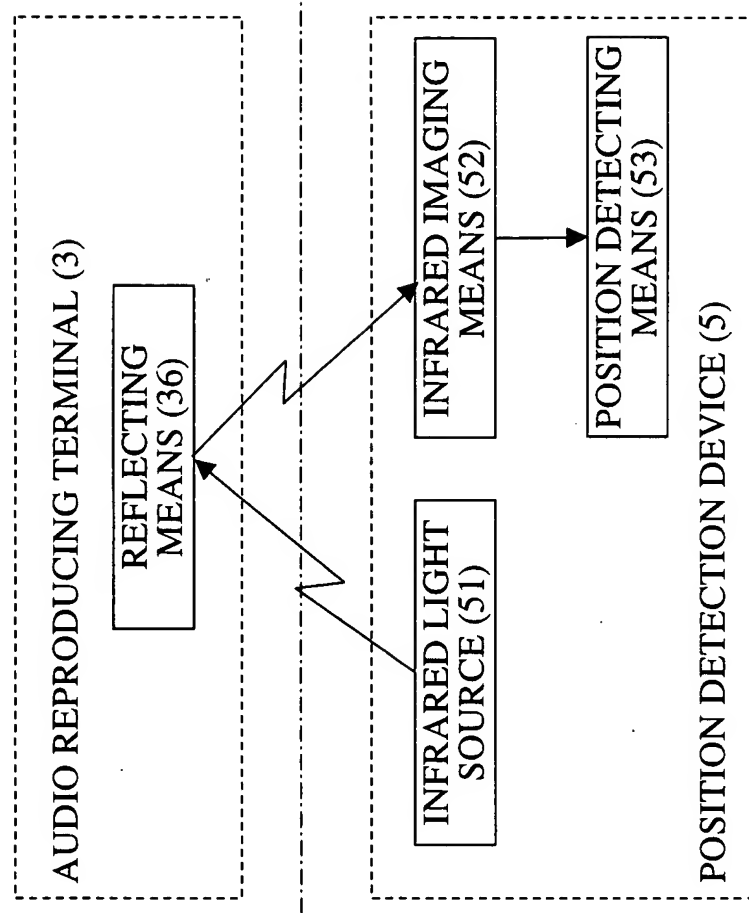 AUDIO REPRODUCING TERMINAL (3)
REFLECTING
MEANS (36)
INFRARED LIGHT
SOURCE (51)
INFRARED IMAGING
MEANS (52)
POSITION DETECTING
MEANS (53)
POSITION DETECTION DEVICE (5)